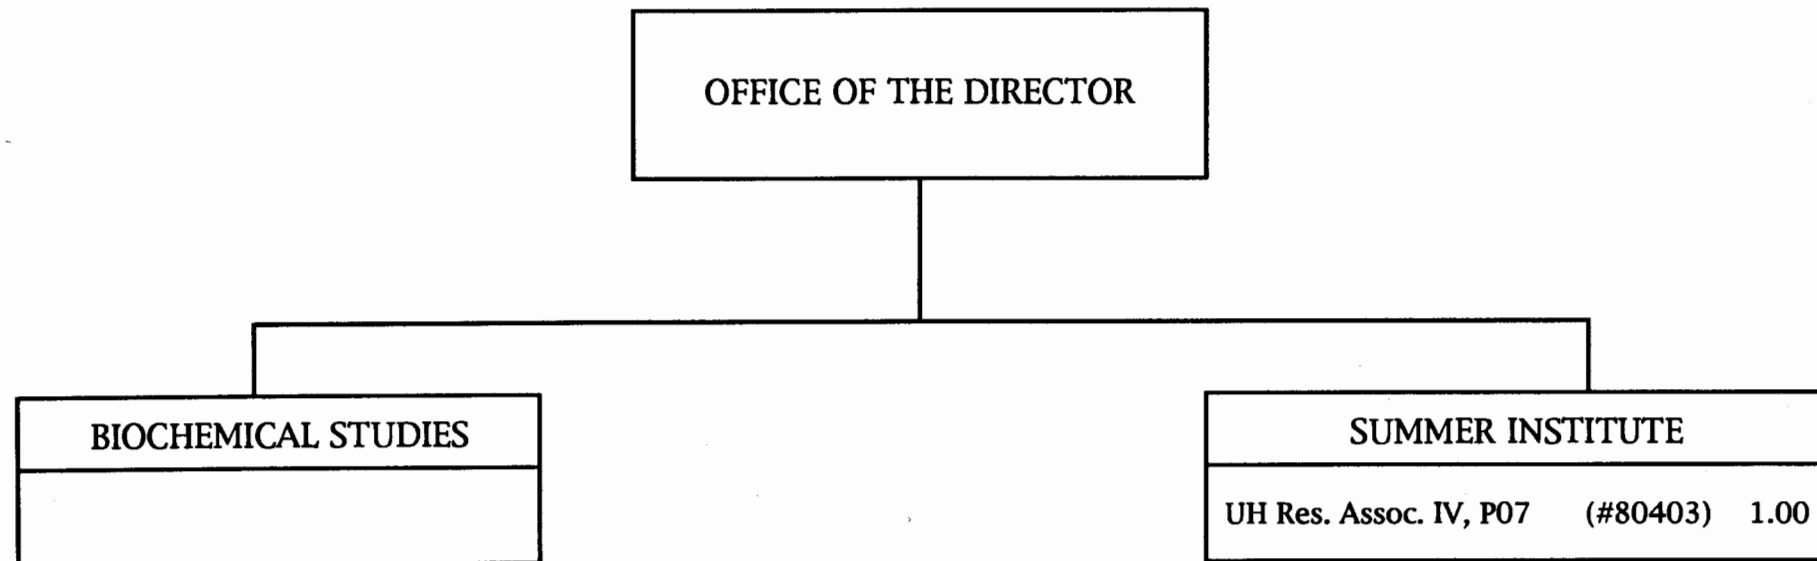 OFFICE OF THE DIRECTOR
BIOCHEMICAL STUDIES
SUMMER INSTITUTE
UH Res. Assoc. IV, P07 (#80403) 1.00